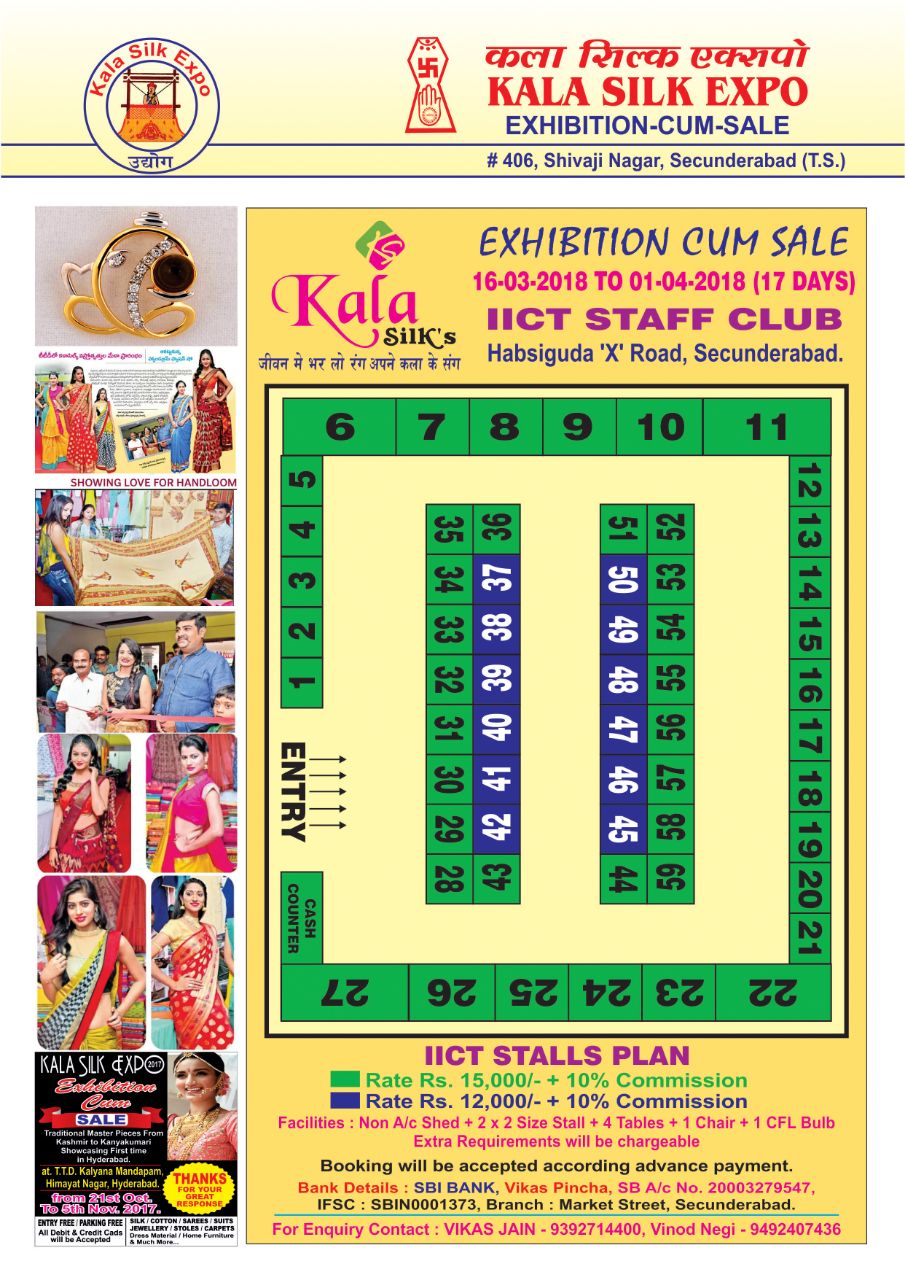 Kala Silk Expo
उद्योग
कला सिल्क एक्सपो
KALA SILK EXPO
EXHIBITION-CUM-SALE
# 406, Shivaji Nagar, Secunderabad (T.S.)
SHOWING LOVE FOR HANDLOOM
KALA SILK EXPO 2017
Exhibition
Cum
SALE
Traditional Master Pieces From
Kashmir to Kanyakumari
Showcasing First time
in Hyderabad.
at. T.T.D. Kalyana Mandapam,
Himayat Nagar, Hyderabad.
from 21st Oct.
To 5th Nov. 2017.
THANKS
FOR YOUR
GREAT
RESPONSE
ENTRY FREE / PARKING FREE
All Debit & Credit Cads
will be Accepted
SILK / COTTON / SAREES / SUITS
JEWELLERY / STOLES / CARPETS
Dress Material / Home Furniture
& Much More...
KS
Kala
SilK's
जीवन मे भर लो रंग अपने कला के संग
EXHIBITION CUM SALE
16-03-2018 TO 01-04-2018 (17 DAYS)
IICT STAFF CLUB
Habsiguda 'X' Road, Secunderabad.
6 7 8 9 10 11
5
4
3
2
1
ENTRY
CASH
COUNTER
35 36
34 37
33 38
32 39
31 40
30 41
29 42
28 43
51 52
50 53
49 54
48 55
47 56
46 57
45 58
44 59
12
13
14
15
16
17
18
19
20
21
27 26 25 24 23 22
IICT STALLS PLAN
Rate Rs. 15,000/- + 10% Commission
Rate Rs. 12,000/- + 10% Commission
Facilities : Non A/c Shed + 2 x 2 Size Stall + 4 Tables + 1 Chair + 1 CFL Bulb
Extra Requirements will be chargeable
Booking will be accepted according advance payment.
Bank Details : SBI BANK, Vikas Pincha, SB A/c No. 20003279547,
IFSC : SBIN0001373, Branch : Market Street, Secunderabad.
For Enquiry Contact : VIKAS JAIN - 9392714400, Vinod Negi - 9492407436